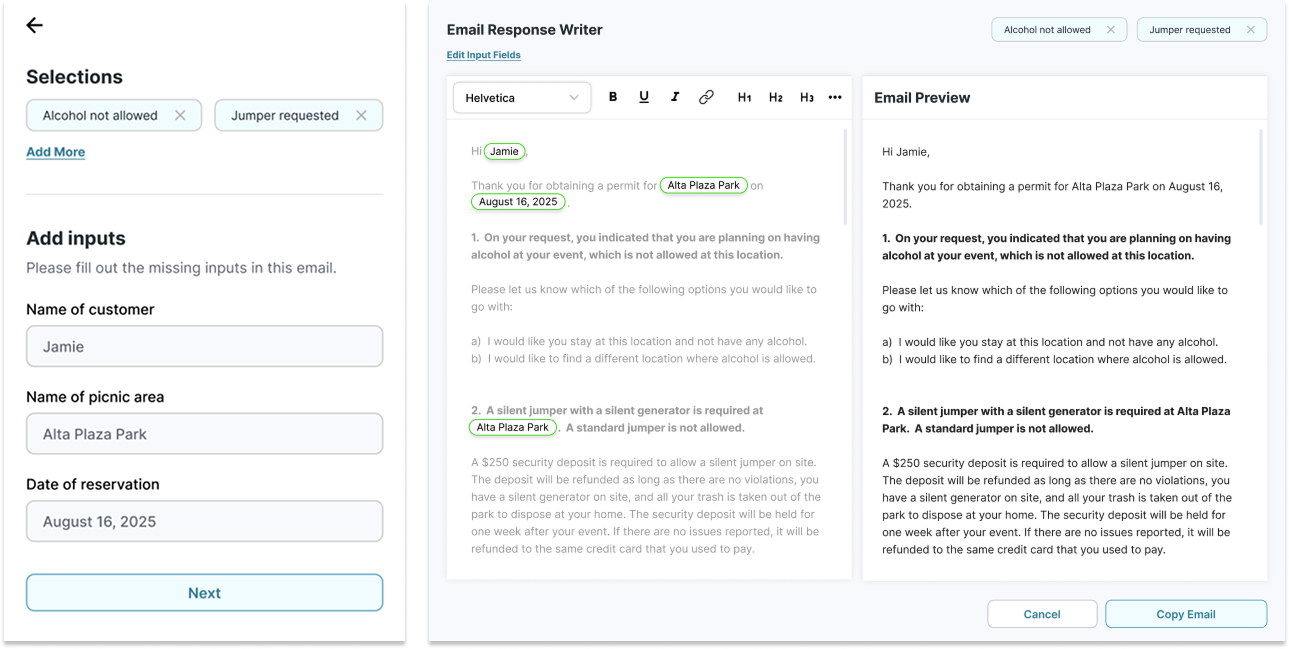 Selections
Alcohol not allowed
Jumper requested
Add More
Add inputs
Please fill out the missing inputs in this email.
Name of customer
Jamie
Name of picnic area
Alta Plaza Park
Date of reservation
August 16, 2025
Next
Email Response Writer
Edit Input Fields
Alcohol not allowed
Jumper requested
Helvetica
B U I H1 H2 H3
Hi Jamie,
Thank you for obtaining a permit for Alta Plaza Park on
August 16, 2025 .
1. On your request, you indicated that you are planning on having
alcohol at your event, which is not allowed at this location.
Please let us know which of the following options you would like to
go with:
a) I would like you stay at this location and not have any alcohol.
b) I would like to find a different location where alcohol is allowed.
2. A silent jumper with a silent generator is required at
Alta Plaza Park . A standard jumper is not allowed.
A $250 security deposit is required to allow a silent jumper on site.
The deposit will be refunded as long as there are no violations, you
have a silent generator on site, and all your trash is taken out of the
park to dispose at your home. The security deposit will be held for
one week after your event. If there are no issues reported, it will be
refunded to the same credit card that you used to pay.
Email Preview
Hi Jamie,
Thank you for obtaining a permit for Alta Plaza Park on August 16,
2025.
1. On your request, you indicated that you are planning on having
alcohol at your event, which is not allowed at this location.
Please let us know which of the following options you would like to
go with:
a) I would like you stay at this location and not have any alcohol.
b) I would like to find a different location where alcohol is allowed.
2. A silent jumper with a silent generator is required at Alta Plaza
Park. A standard jumper is not allowed.
A $250 security deposit is required to allow a silent jumper on site.
The deposit will be refunded as long as there are no violations, you
have a silent generator on site, and all your trash is taken out of the
park to dispose at your home. The security deposit will be held for
one week after your event. If there are no issues reported, it will be
refunded to the same credit card that you used to pay.
Cancel
Copy Email